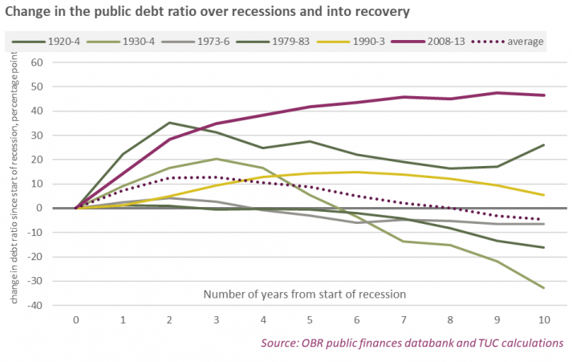 Change in the public debt ratio over recessions and into recovery
1920-4 1930-4 1973-6 1979-83 1990-3 2008-13 average
change in debt ratio since start of recession, percentage point
60
50
40
30
20
10
0
-10
-20
-30
-40
Number of years from start of recession
0 1 2 3 4 5 6 7 8 9 10
Source: OBR public finances databank and TUC calculations